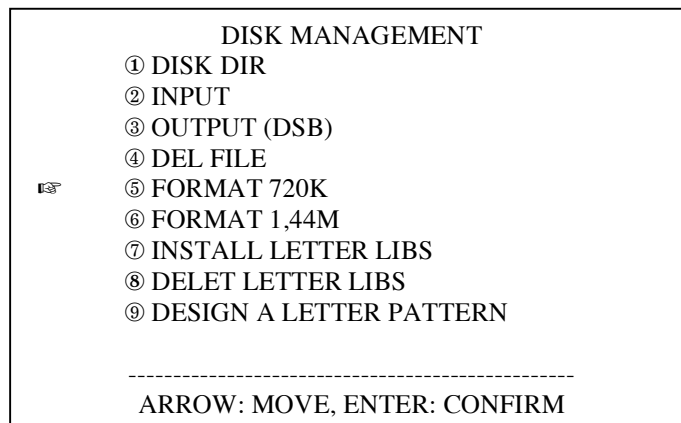 DISK MANAGEMENT
① DISK DIR
② INPUT
③ OUTPUT (DSB)
④ DEL FILE
☞ ⑤ FORMAT 720K
⑥ FORMAT 1,44M
⑦ INSTALL LETTER LIBS
⑧ DELET LETTER LIBS
⑨ DESIGN A LETTER PATTERN
--------------------------------------------------
ARROW: MOVE, ENTER: CONFIRM